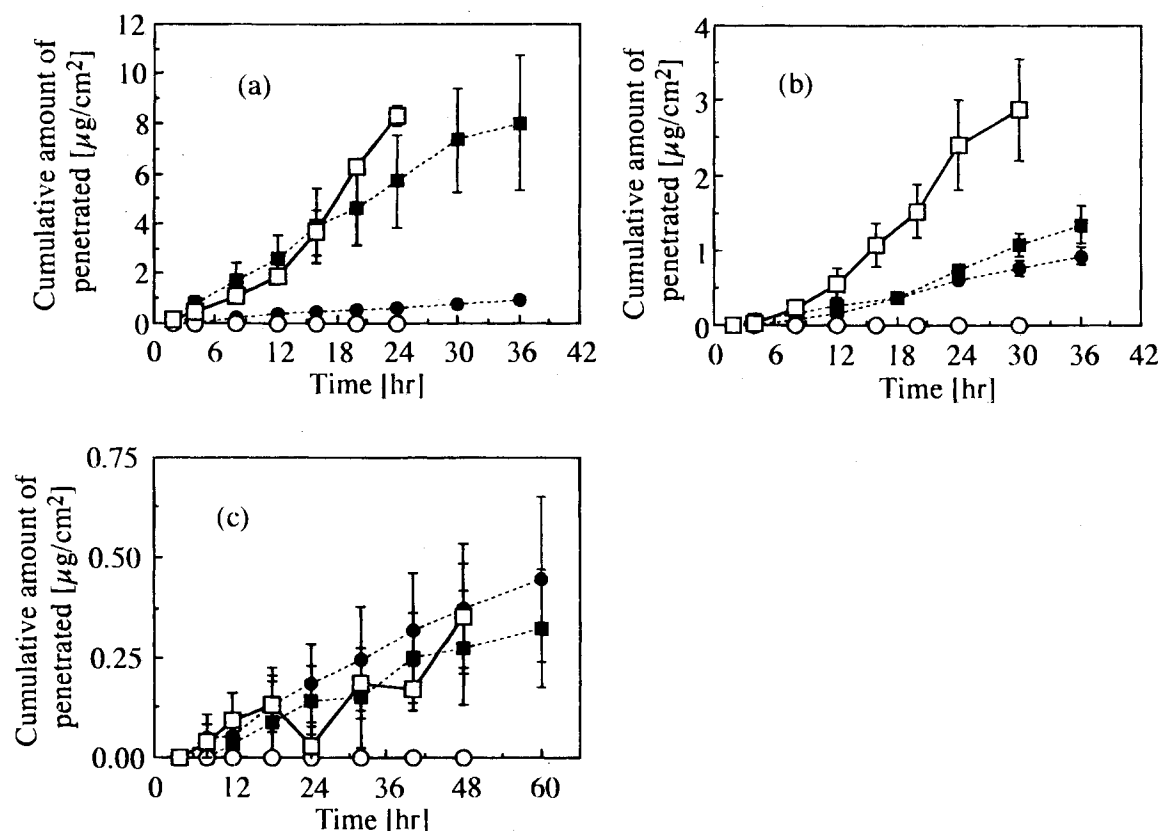 Cumulative amount of
penetrated [μg/cm²]
12
10
8
6
4
2
0
(a)
0 6 12 18 24 30 36 42
Time [hr]
Cumulative amount of
penetrated [μg/cm²]
4
3
2
1
0
(b)
0 6 12 18 24 30 36 42
Time [hr]
Cumulative amount of
penetrated [μg/cm²]
0.75
0.50
0.25
0.00
(c)
0 12 24 36 48 60
Time [hr]